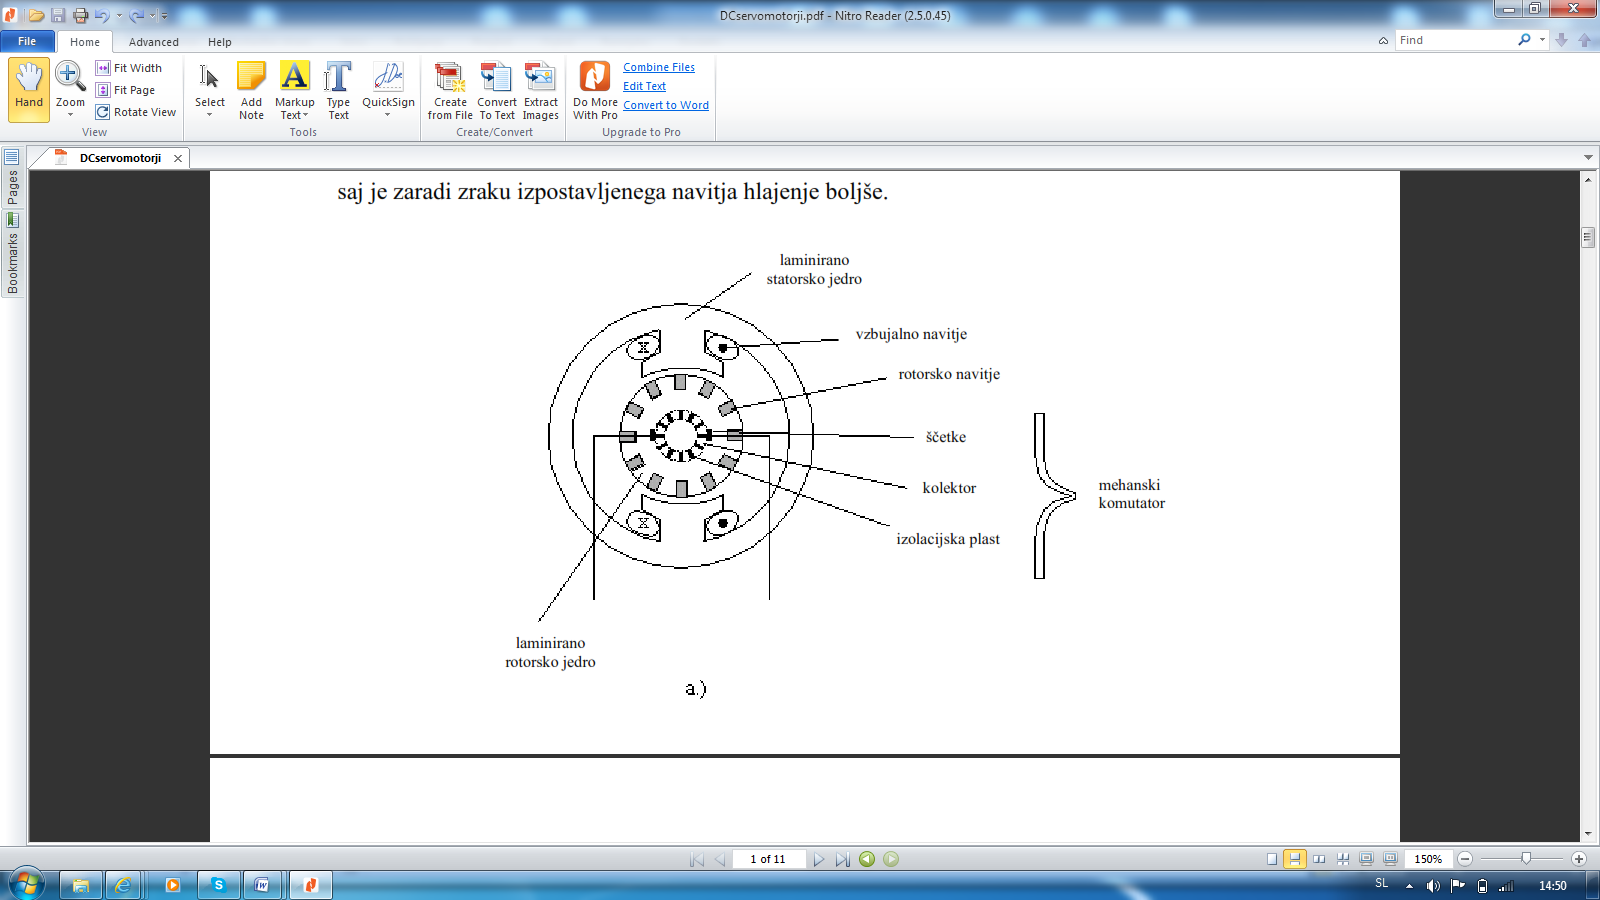 DCservomotorji.pdf - Nitro Reader (2.5.0.45)
File Home Advanced Help
Find
Hand
Zoom
Fit Width
Fit Page
Rotate View
View
Select
Add Note
Markup Text
Type Text
QuickSign
Tools
Create from File
Convert To Text
Extract Images
Create/Convert
Do More With Pro
Combine Files
Edit Text
Convert to Word
Upgrade to Pro
DCservomotorji
Pages
Bookmarks
saj je zaradi zraku izpostavljenega navitja hlajenje boljše.
laminirano
statorsko jedro
vzbujalno navitje
rotorsko navitje
ščetke
kolektor
izolacijska plast
mehanski
komutator
X
X
laminirano
rotorsko jedro
a.)
1 of 11
150%
SL
14:50